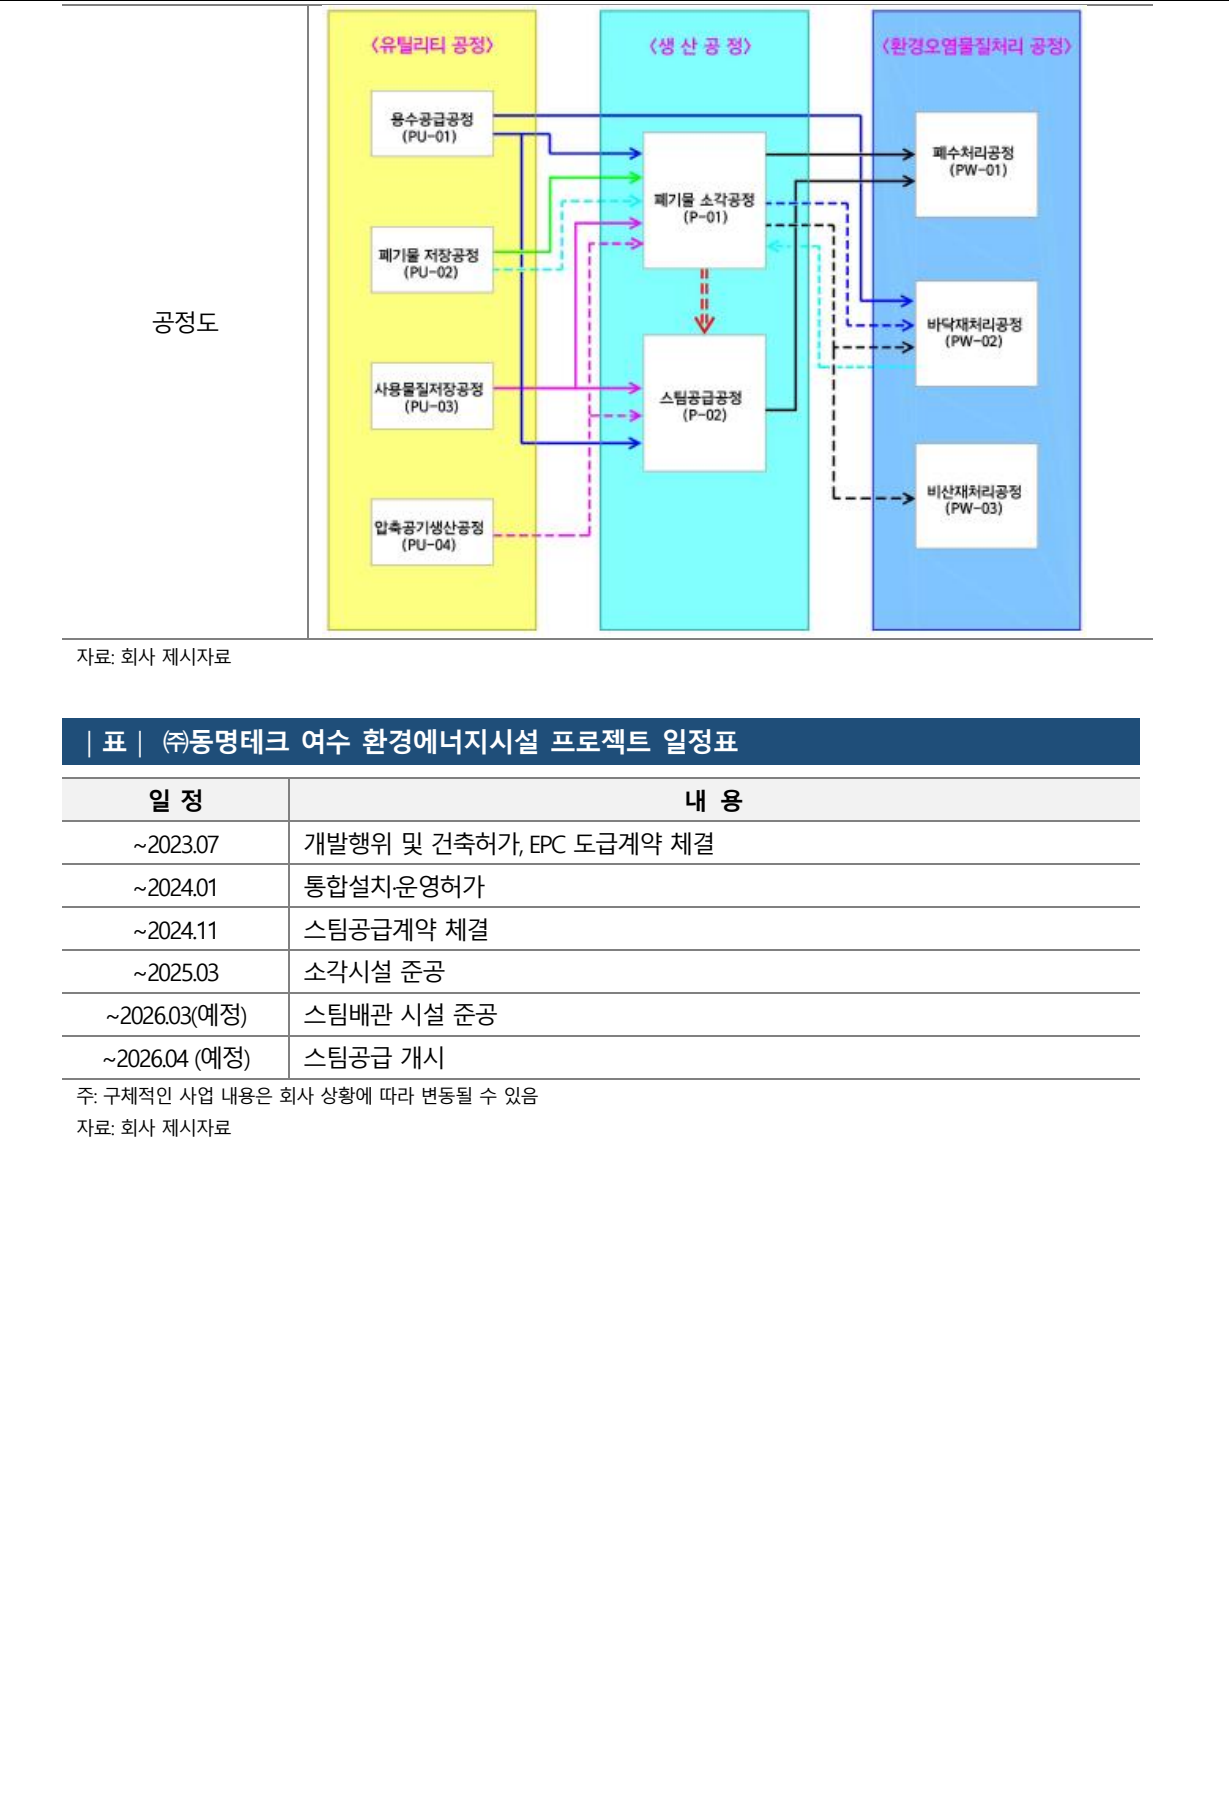 공정도
<유틸리티 공정>
용수공급공정
(PU-01)
폐기물 저장공정
(PU-02)
사용물질저장공정
(PU-03)
압축공기생산공정
(PU-04)
<생 산 공 정>
폐기물 소각공정
(P-01)
스팀공급공정
(P-02)
<환경오염물질처리 공정>
폐수처리공정
(PW-01)
바닥재처리공정
(PW-02)
비산재처리공정
(PW-03)
자료: 회사 제시자료
| 표 | ㈜동명테크 여수 환경에너지시설 프로젝트 일정표
일 정 내 용
~2023.07 개발행위 및 건축허가, EPC 도급계약 체결
~2024.01 통합설치·운영허가
~2024.11 스팀공급계약 체결
~2025.03 소각시설 준공
~2026.03(예정) 스팀배관 시설 준공
~2026.04 (예정) 스팀공급 개시
주: 구체적인 사업 내용은 회사 상황에 따라 변동될 수 있음
자료: 회사 제시자료